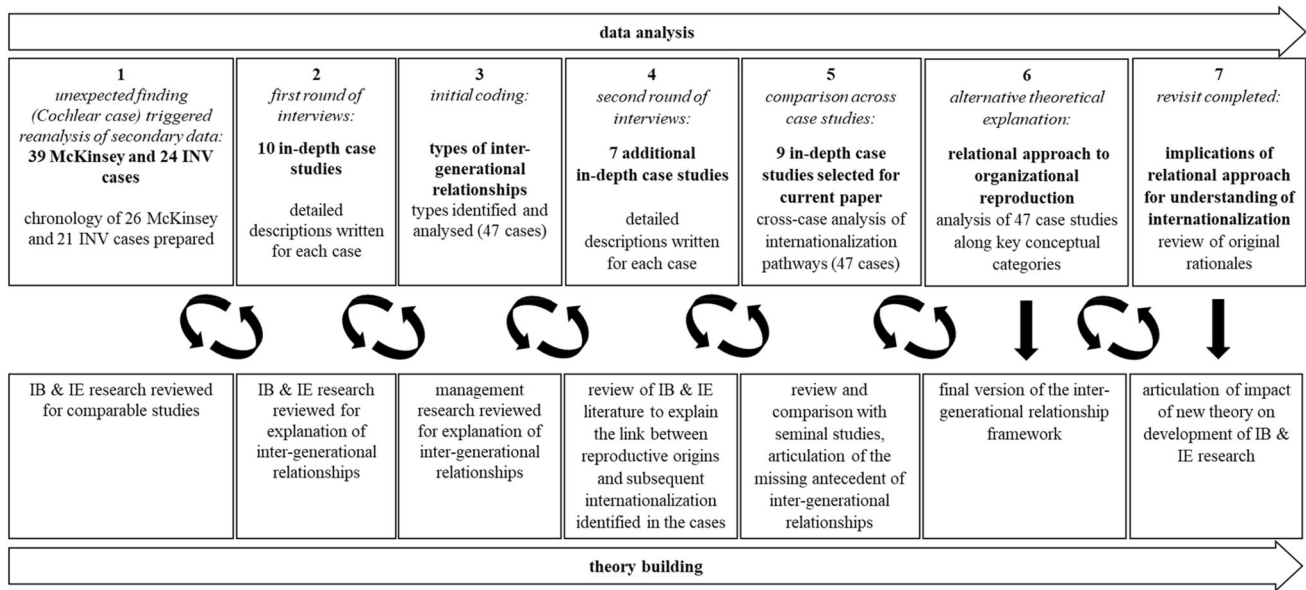 data analysis
1
unexpected finding
(Cochlear case) triggered
reanalysis of secondary data:
39 McKinsey and 24 INV
cases
chronology of 26 McKinsey
and 21 INV cases prepared
2
first round of
interviews:
10 in-depth case
studies
detailed
descriptions written
for each case
3
initial coding:
types of inter-
generational
relationships
types identified and
analysed (47 cases)
4
second round of
interviews:
7 additional
in-depth case studies
detailed
descriptions written
for each case
5
comparison across
case studies:
9 in-depth case
studies selected for
current paper
cross-case analysis of
internationalization
pathways (47 cases)
6
alternative theoretical
explanation:
relational approach to
organizational
reproduction
analysis of 47 case studies
along key conceptual
categories
7
revisit completed:
implications of
relational approach
for understanding of
internationalization
review of original
rationales
IB & IE research reviewed
for comparable studies
IB & IE research
reviewed for
explanation of
inter-generational
relationships
management
research reviewed
for explanation of
inter-generational
relationships
review of IB & IE
literature to explain
the link between
reproductive origins
and subsequent
internationalization
identified in the cases
review and
comparison with
seminal studies,
articulation of the
missing antecedent of
inter-generational
relationships
final version of the inter-
generational relationship
framework
articulation of impact
of new theory on
development of IB &
IE research
theory building